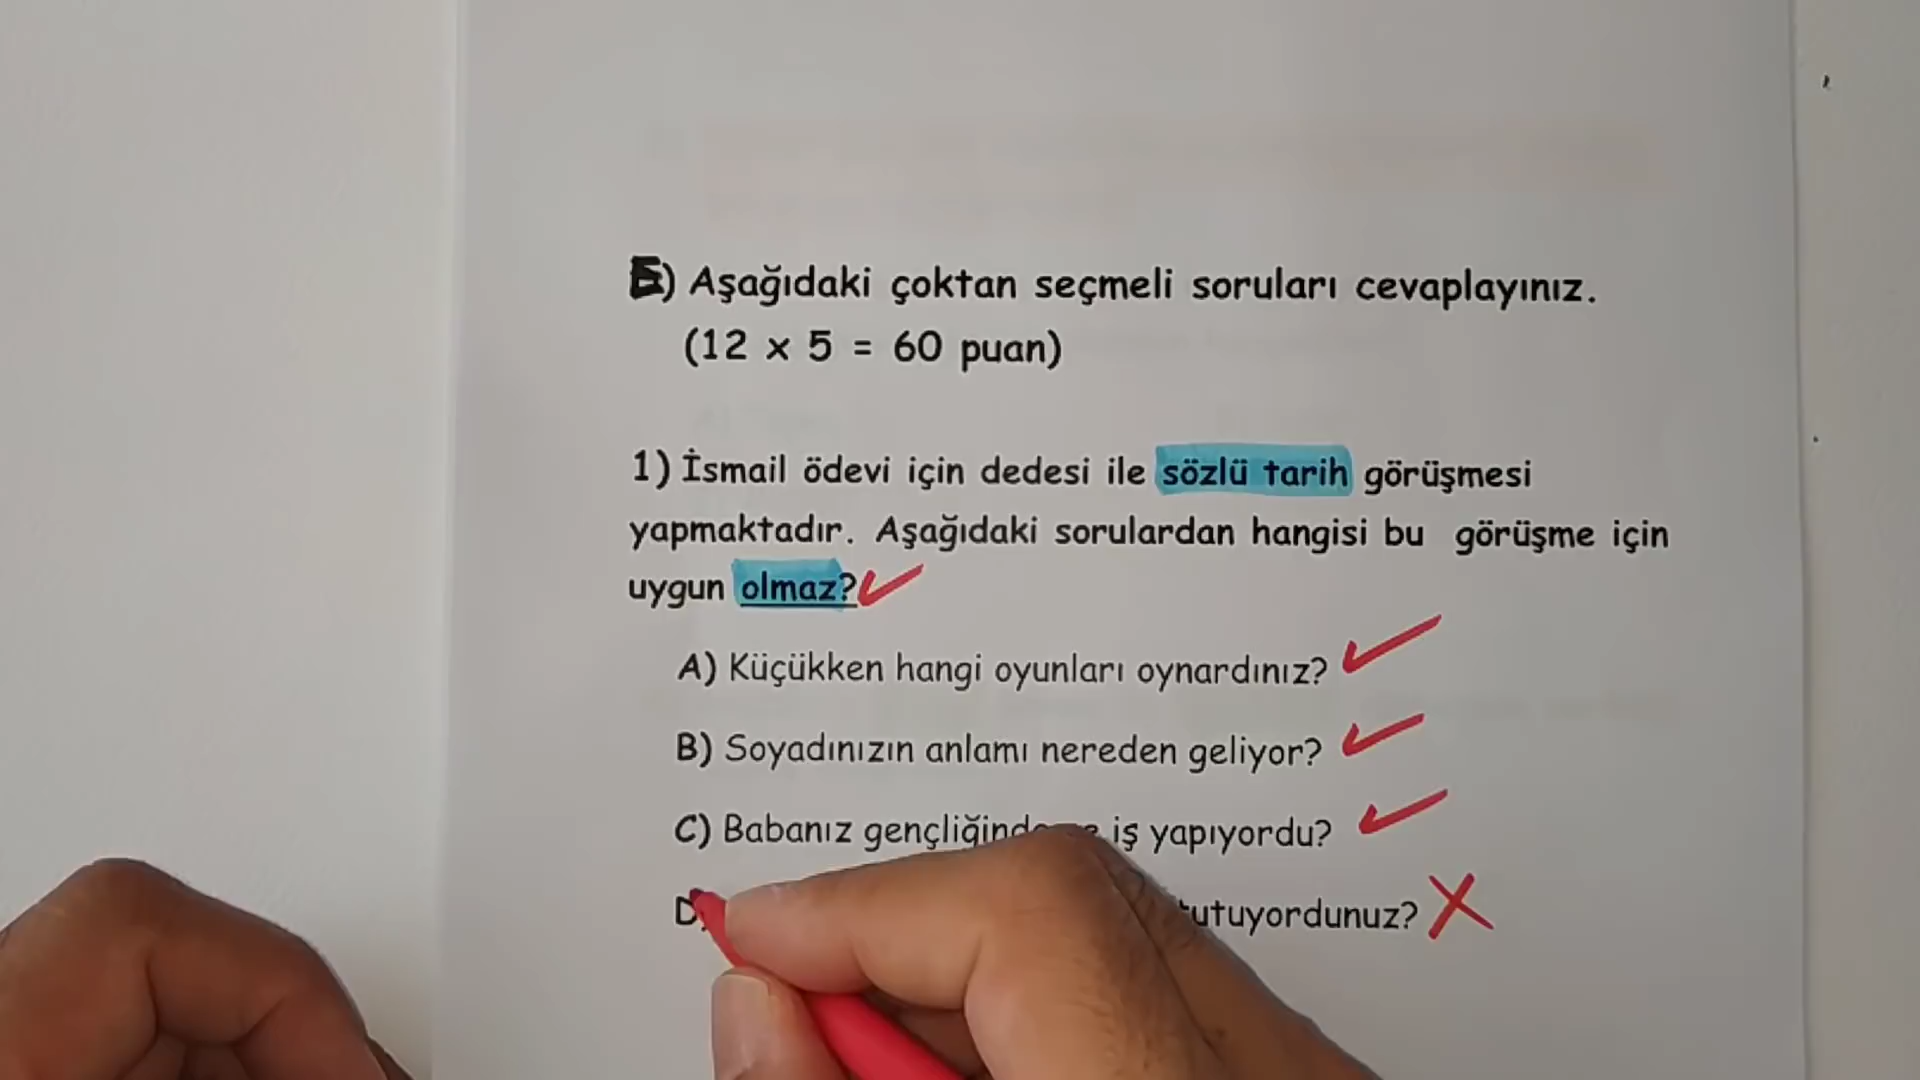 E) Aşağıdaki çoktan seçmeli soruları cevaplayınız.
(12 x 5 = 60 puan)
1) İsmail ödevi için dedesi ile sözlü tarih görüşmesi
yapmaktadır. Aşağıdaki sorulardan hangisi bu görüşme için
uygun olmaz?
A) Küçükken hangi oyunları oynardınız?
B) Soyadınızın anlamı nereden geliyor?
C) Babanız gençliğinde iş yapıyordu?
D) tutuyordunuz?